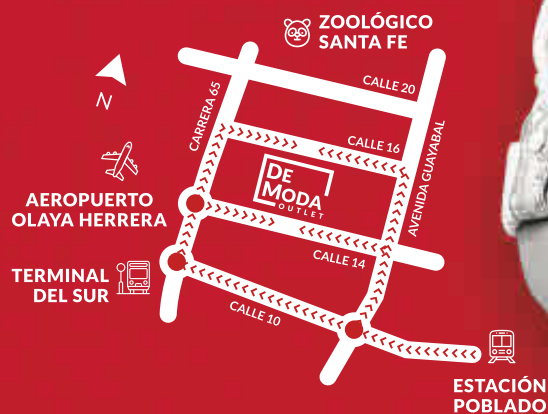 ZOOLÓGICO
SANTA FE
CALLE 20
N
CARRERA 65
CALLE 16
AVENIDA GUAYABAL
DE
MODA
OUTLET
AEROPUERTO
OLAYA HERRERA
CALLE 14
TERMINAL
DEL SUR
CALLE 10
ESTACIÓN
POBLADO